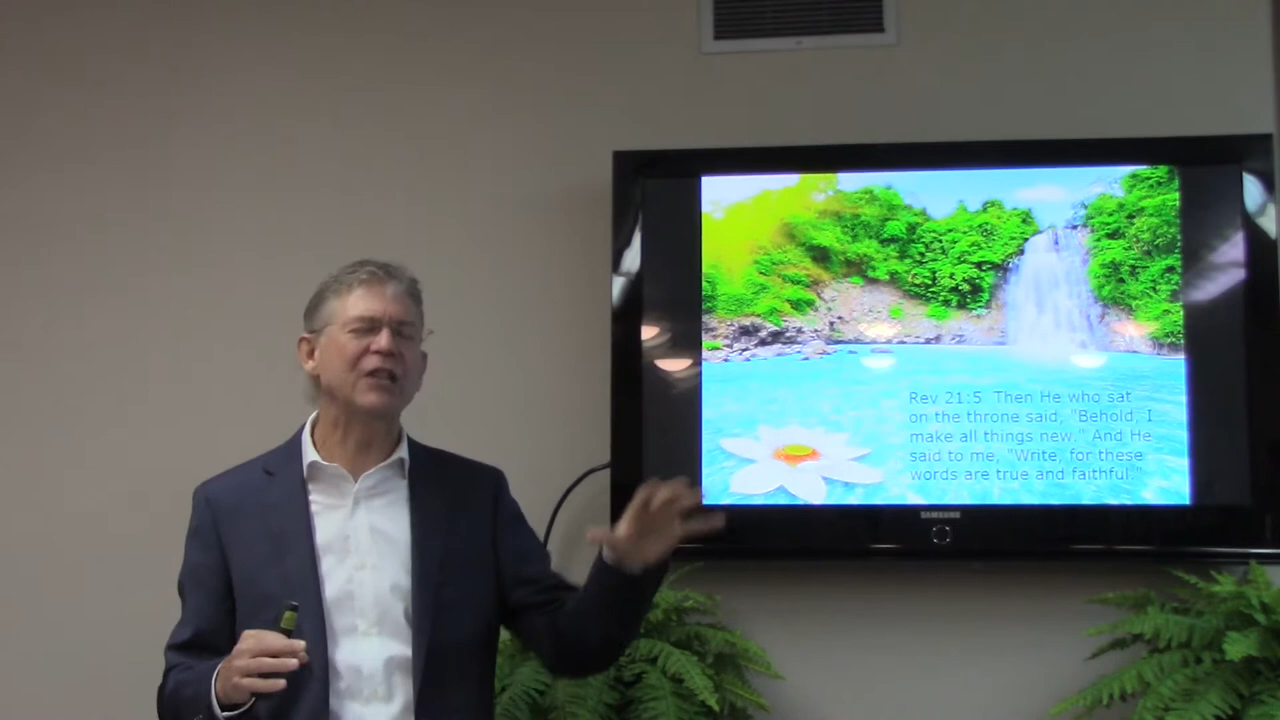 Rev 21:5 Then He who sat
on the throne said, "Behold, I
make all things new." And He
said to me, "Write, for these
words are true and faithful."
SAMSUNG